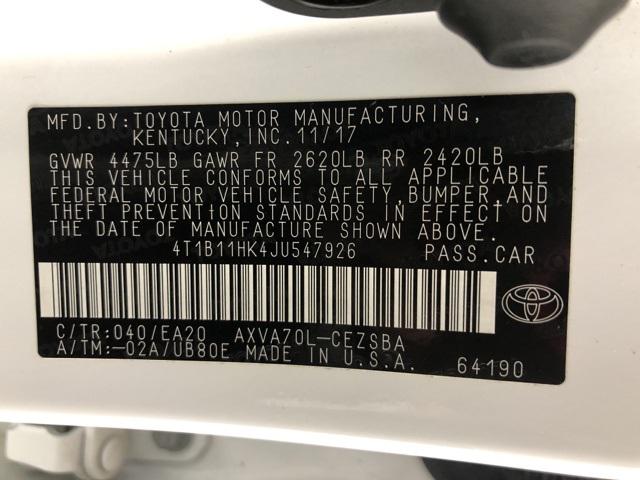 MFD.BY:TOYOTA MOTOR MANUFACTURING,
KENTUCKY,INC.11/17
GVWR 4475LB GAWR FR 2620LB RR 2420LB
THIS VEHICLE CONFORMS TO ALL APPLICABLE
FEDERAL MOTOR VEHICLE SAFETY,BUMPER,AND
THEFT PREVENTION STANDARDS IN EFFECT ON
THE DATE OF MANUFACTURE SHOWN ABOVE.
4T1B11HK4JU547926 PASS.CAR
C/TR:040/EA20 AXVA70L-CEZSBA
A/TM:-02A/UB80E MADE IN U.S.A. 64190